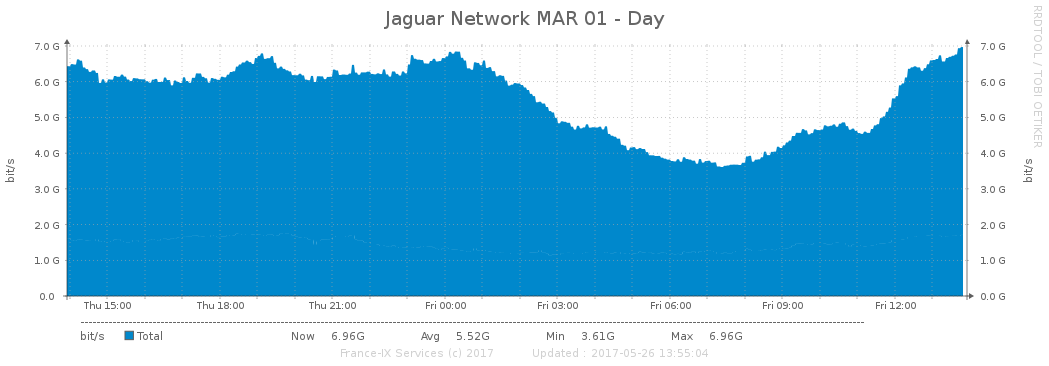 Jaguar Network MAR 01 - Day
RRDTOOL / TOBI OETIKER
7.0 G 7.0 G
6.0 G 6.0 G
5.0 G 5.0 G
4.0 G 4.0 G
3.0 G 3.0 G
2.0 G 2.0 G
1.0 G 1.0 G
0.0 0.0 G
bit/s bit/s
Thu 15:00 Thu 18:00 Thu 21:00 Fri 00:00 Fri 03:00 Fri 06:00 Fri 09:00 Fri 12:00
bit/s Total Now 6.96G Avg 5.52G Min 3.61G Max 6.96G
France-IX Services (c) 2017 Updated : 2017-05-26 13:55:04